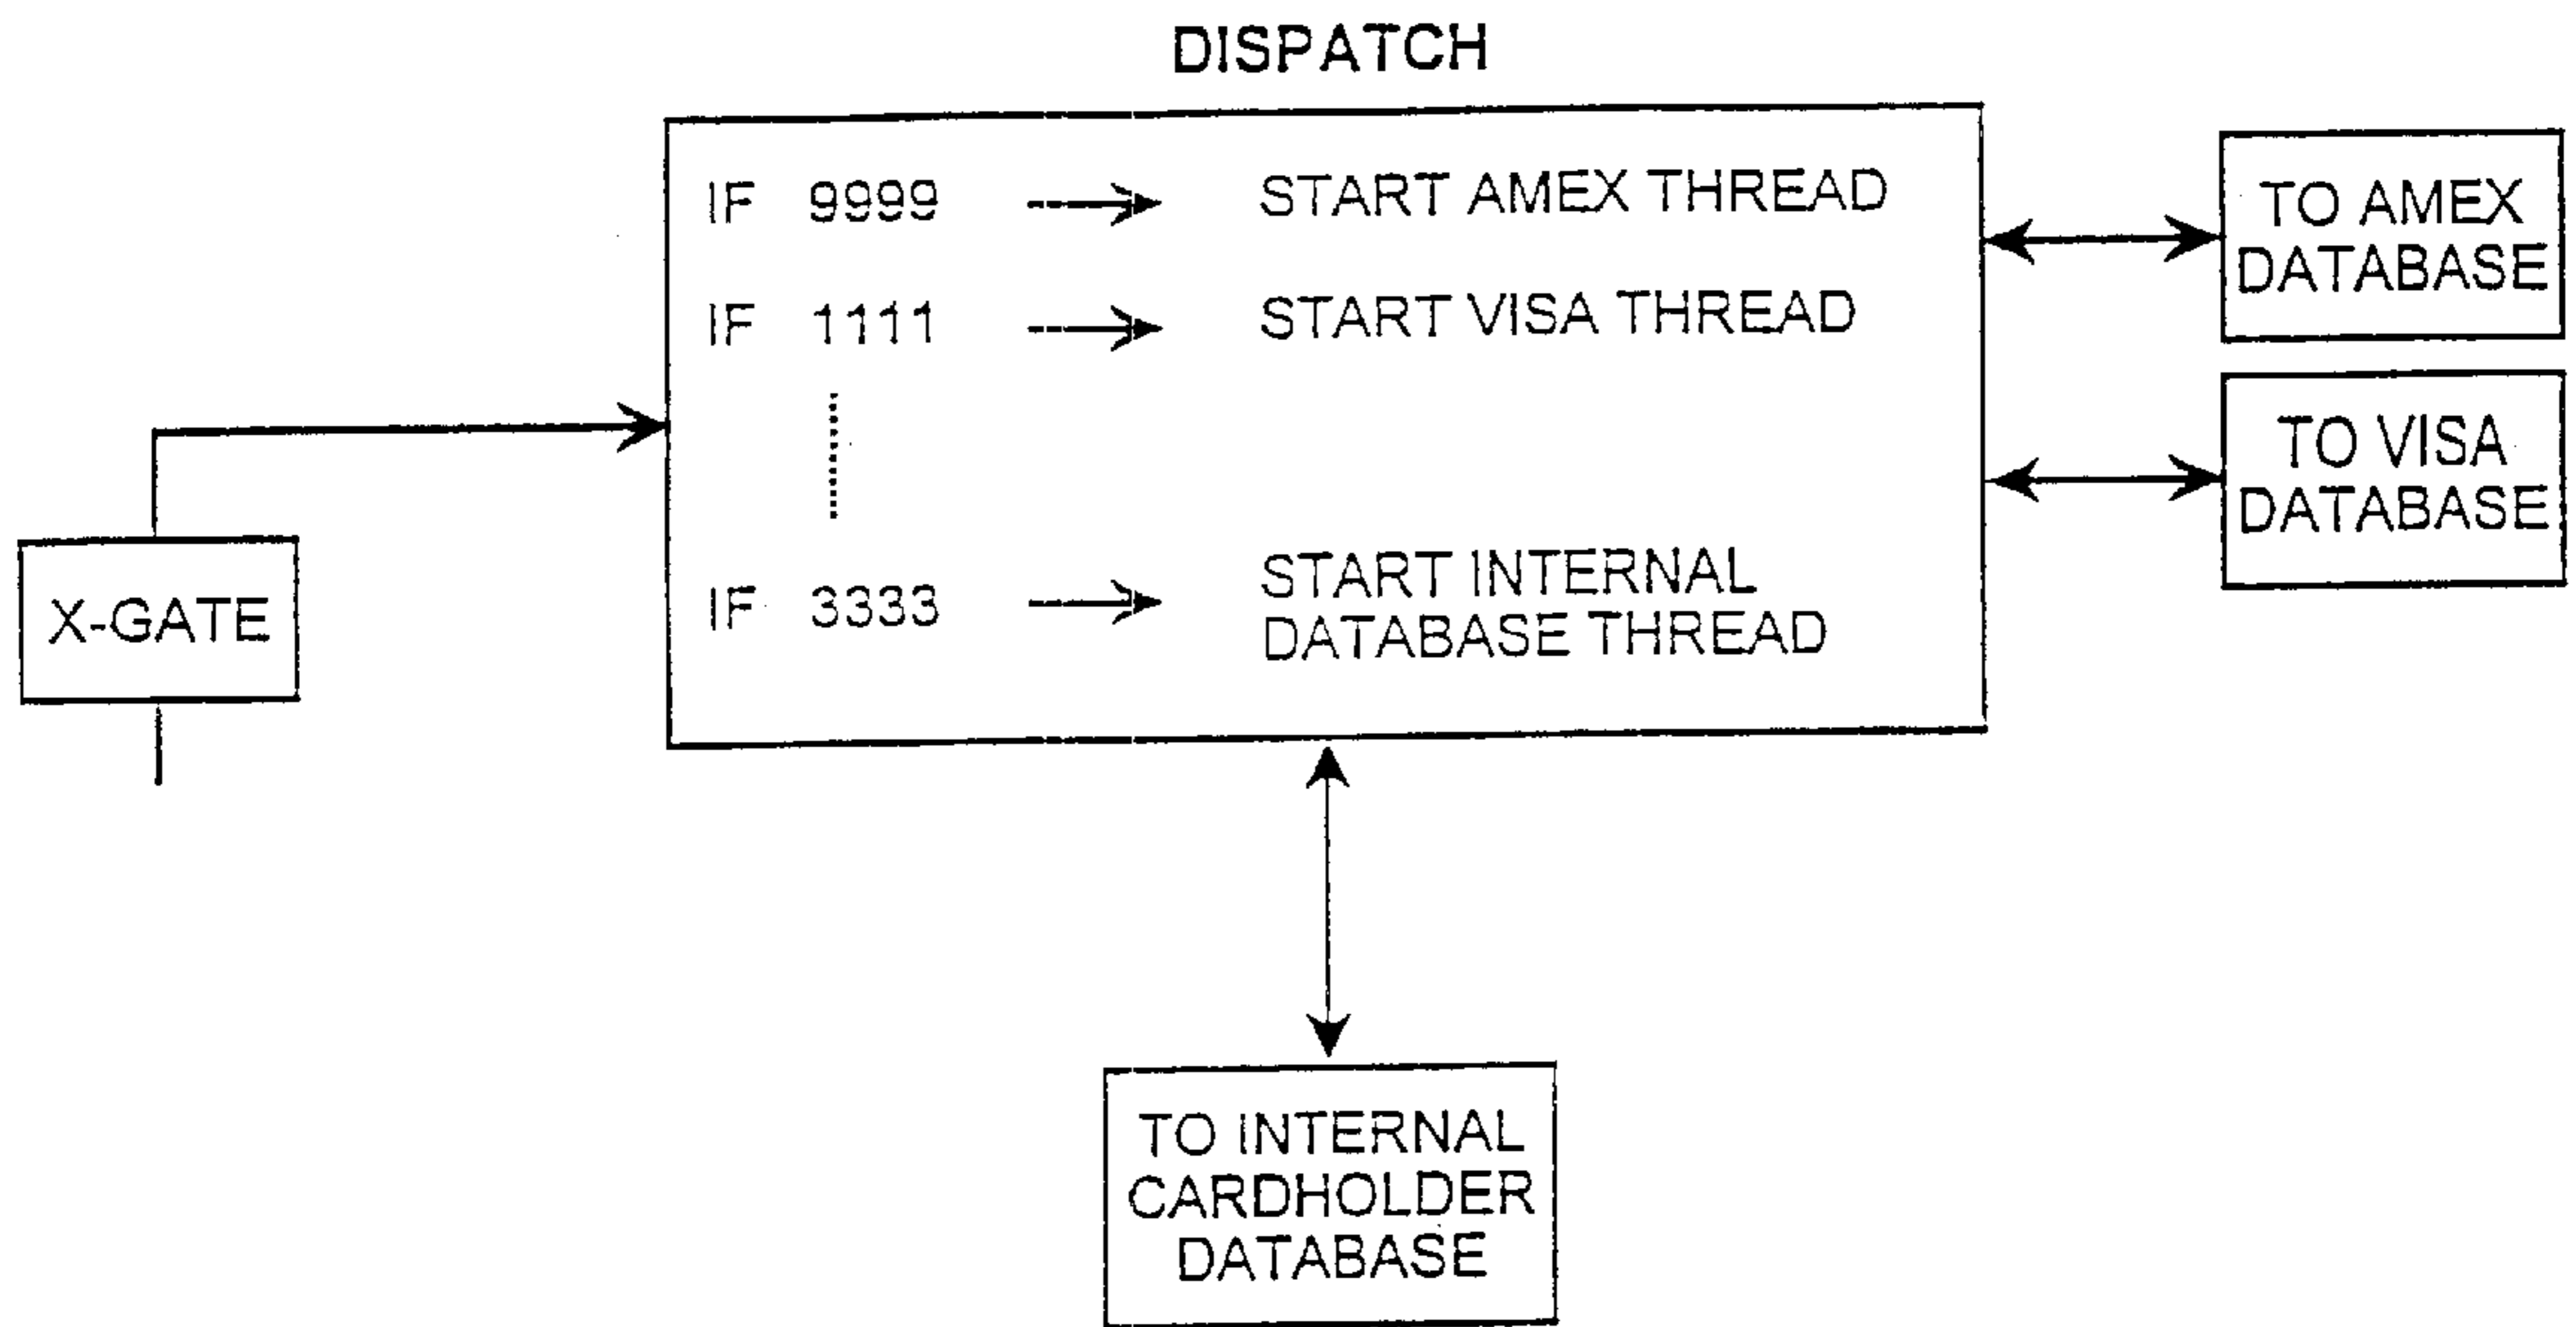 DISPATCH
IF 9999 START AMEX THREAD
IF 1111 START VISA THREAD
IF 3333 START INTERNAL
DATABASE THREAD
X-GATE
TO AMEX
DATABASE
TO VISA
DATABASE
TO INTERNAL
CARDHOLDER
DATABASE